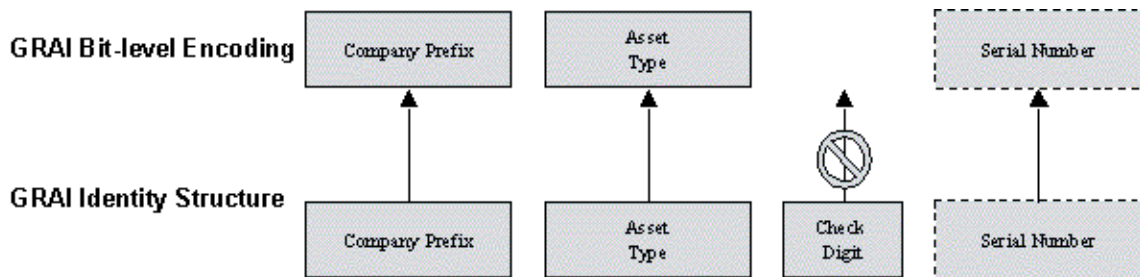 GRAI Bit-level Encoding
Company Prefix
Asset
Type
Serial Number
GRAI Identity Structure
Company Prefix
Asset
Type
Check
Digit
Serial Number